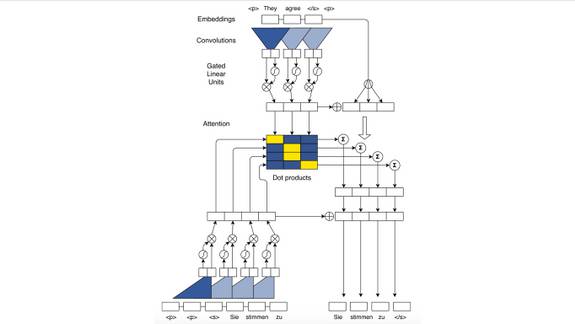 <p> They agree </s> <p>
Embeddings
Convolutions
Gated
Linear
Units
Attention
Σ
Σ
Σ
Σ
Dot products
<p> <p> <s> Sie stimmen zu
Sie stimmen zu </s>